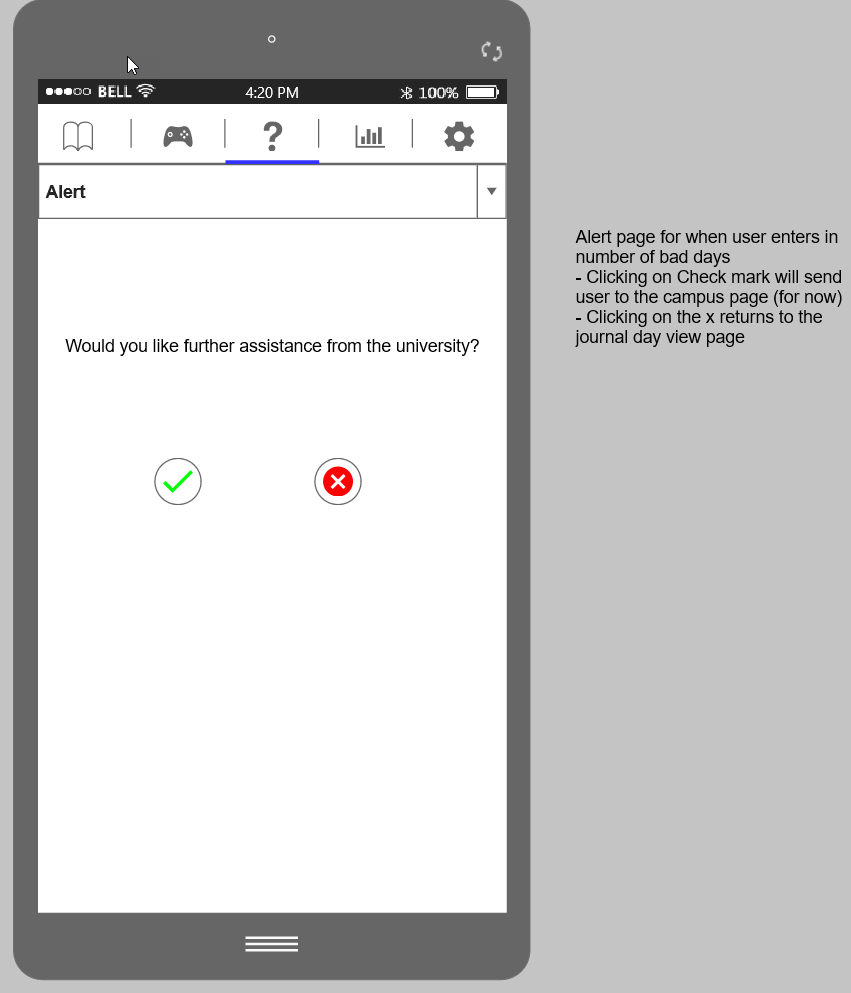 BELL 4:20 PM 100%
?
Alert
Would you like further assistance from the university?
Alert page for when user enters in
number of bad days
- Clicking on Check mark will send
user to the campus page (for now)
- Clicking on the x returns to the
journal day view page